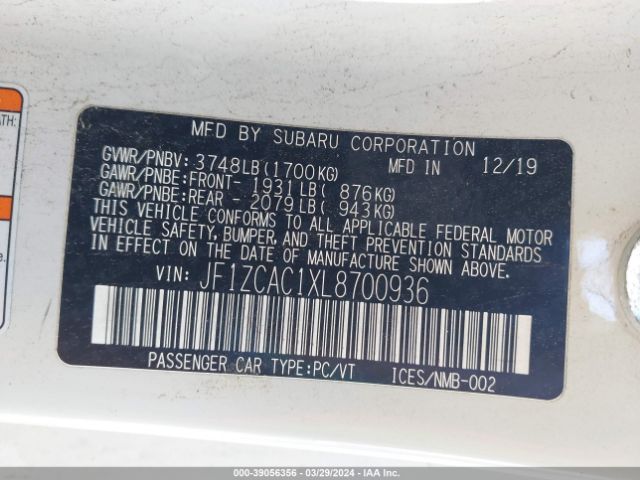 ATH:
MFD BY SUBARU CORPORATION
GVWR/PNBV: 3748LB(1700KG) MFD IN 12/19
GAWR/PNBE:FRONT- 1931LB( 876KG)
GAWR/PNBE:REAR - 2079LB( 943KG)
THIS VEHICLE CONFORMS TO ALL APPLICABLE FEDERAL MOTOR
VEHICLE SAFETY, BUMPER, AND THEFT PREVENTION STANDARDS
IN EFFECT ON THE DATE OF MANUFACTURE SHOWN ABOVE.
VIN: JF1ZCAC1XL8700936
PASSENGER CAR TYPE:PC/VT ICES/NMB-002
000-39056356 | 03/29/2024 | copart.com